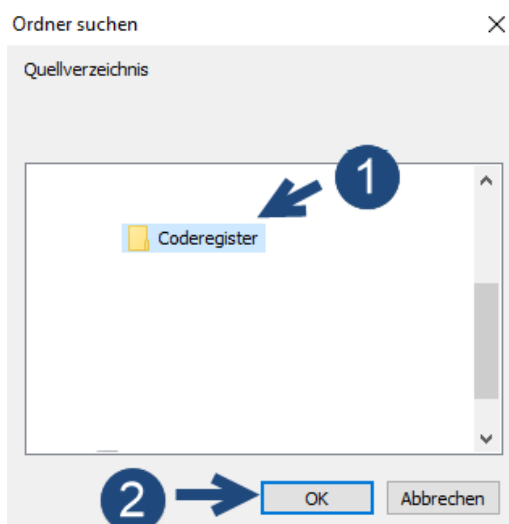 Ordner suchen
Quellverzeichnis
1
Coderegister
2
OK
Abbrechen